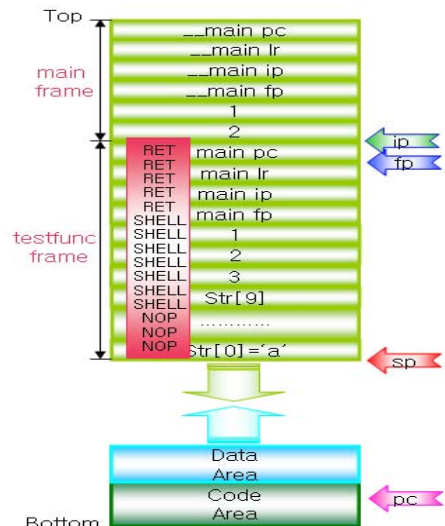 Top
__main pc
__main lr
main
frame
__main ip
__main fp
1
2
ip
RET
main pc
fp
RET
main lr
RET
RET
main ip
RET
main fp
SHELL
testfunc
frame
SHELL
1
SHELL
2
SHELL
3
SHELL
SHELL
Str[9]
SHELL
NOP
............
NOP
NOP
Str[0]='a'
sp
Data
Area
Code
Area
pc
Bottom